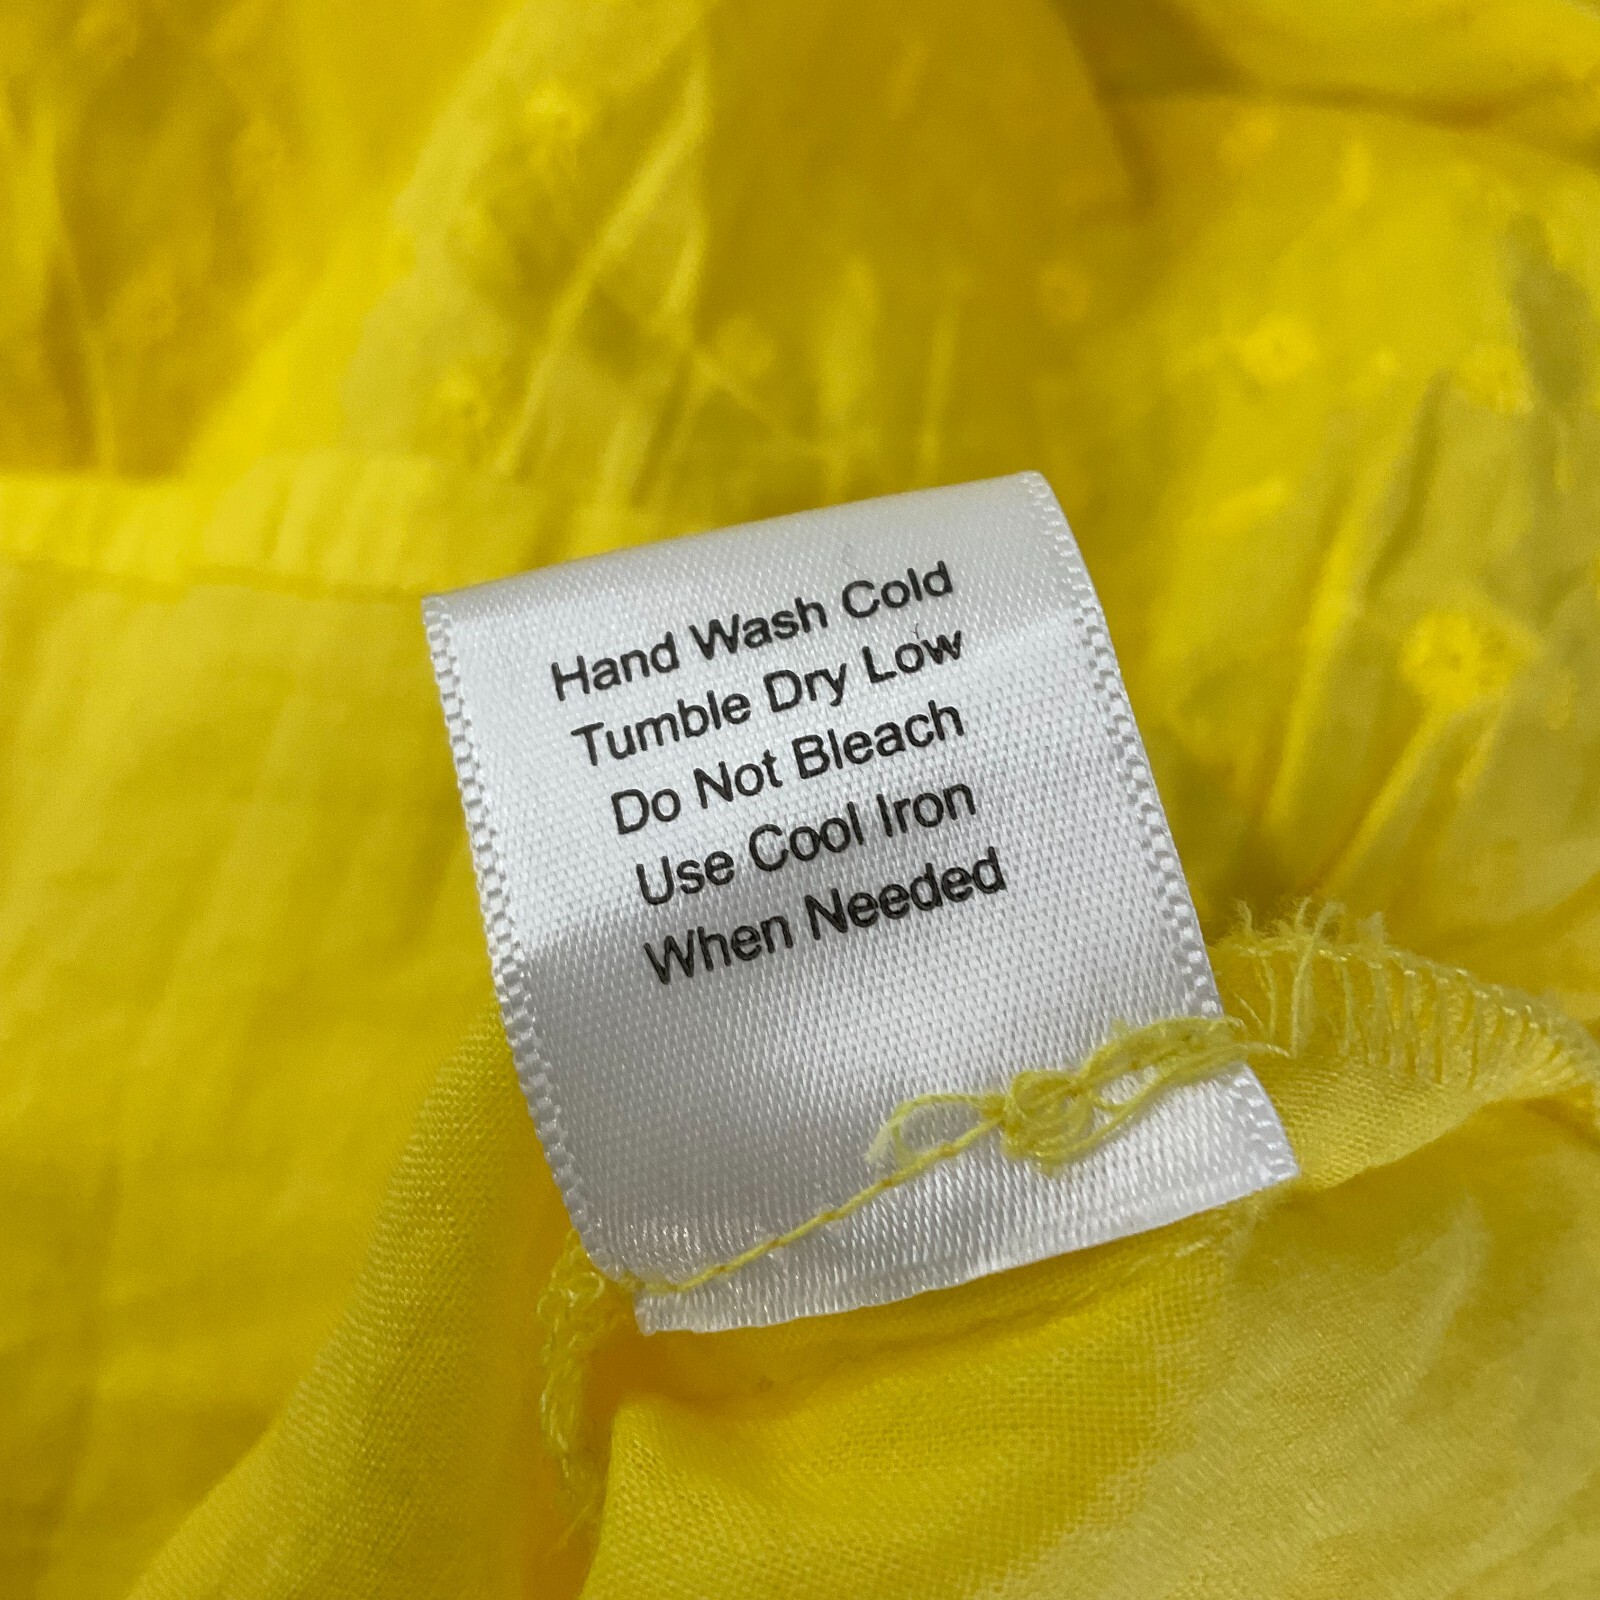 Hand Wash Cold
Tumble Dry Low
Do Not Bleach
Use Cool Iron
When Needed